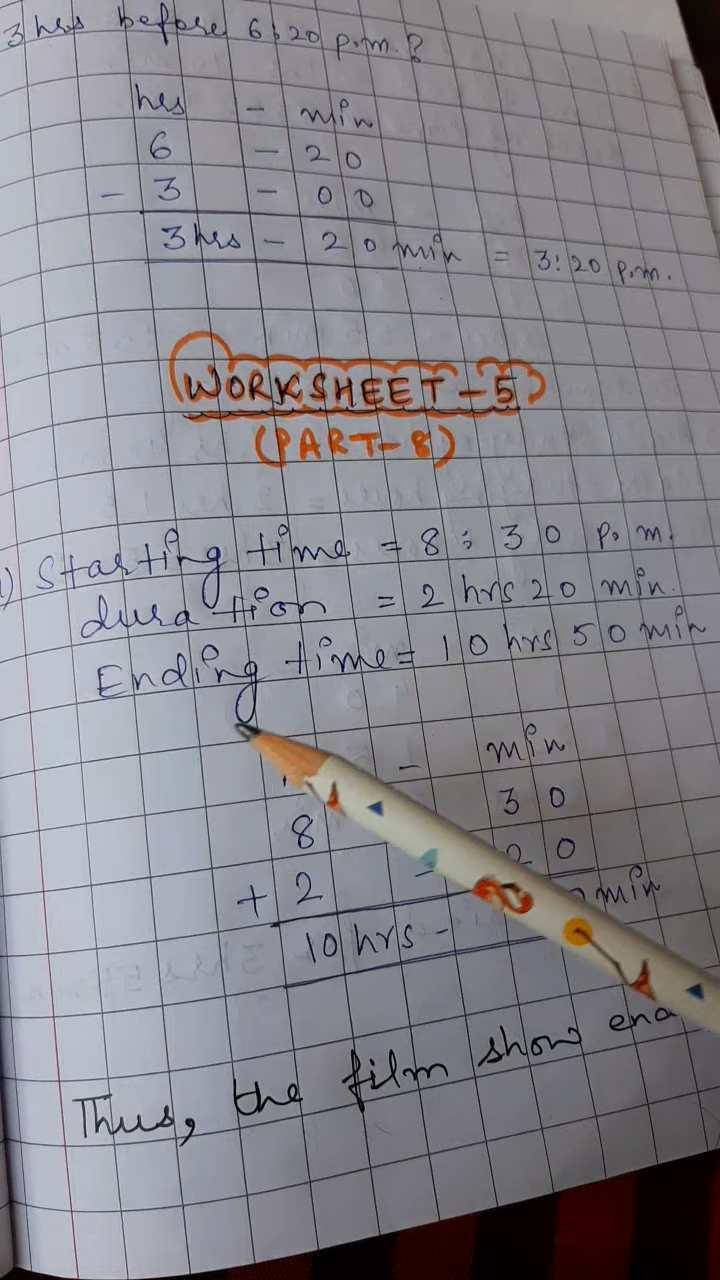 3 hrs before 6:20 p.m.?
hrs - min
6 - 20
- 3 - 00
3 hrs - 20 min = 3:20 p.m.
WORKSHEET-5
(PART-8)
Starting time = 8:30 p.m.
duration = 2 hrs 20 min.
Ending time = 10 hrs 50 min
- min
8 30
+ 2 - 20
10 hrs - min
Thus, the film show